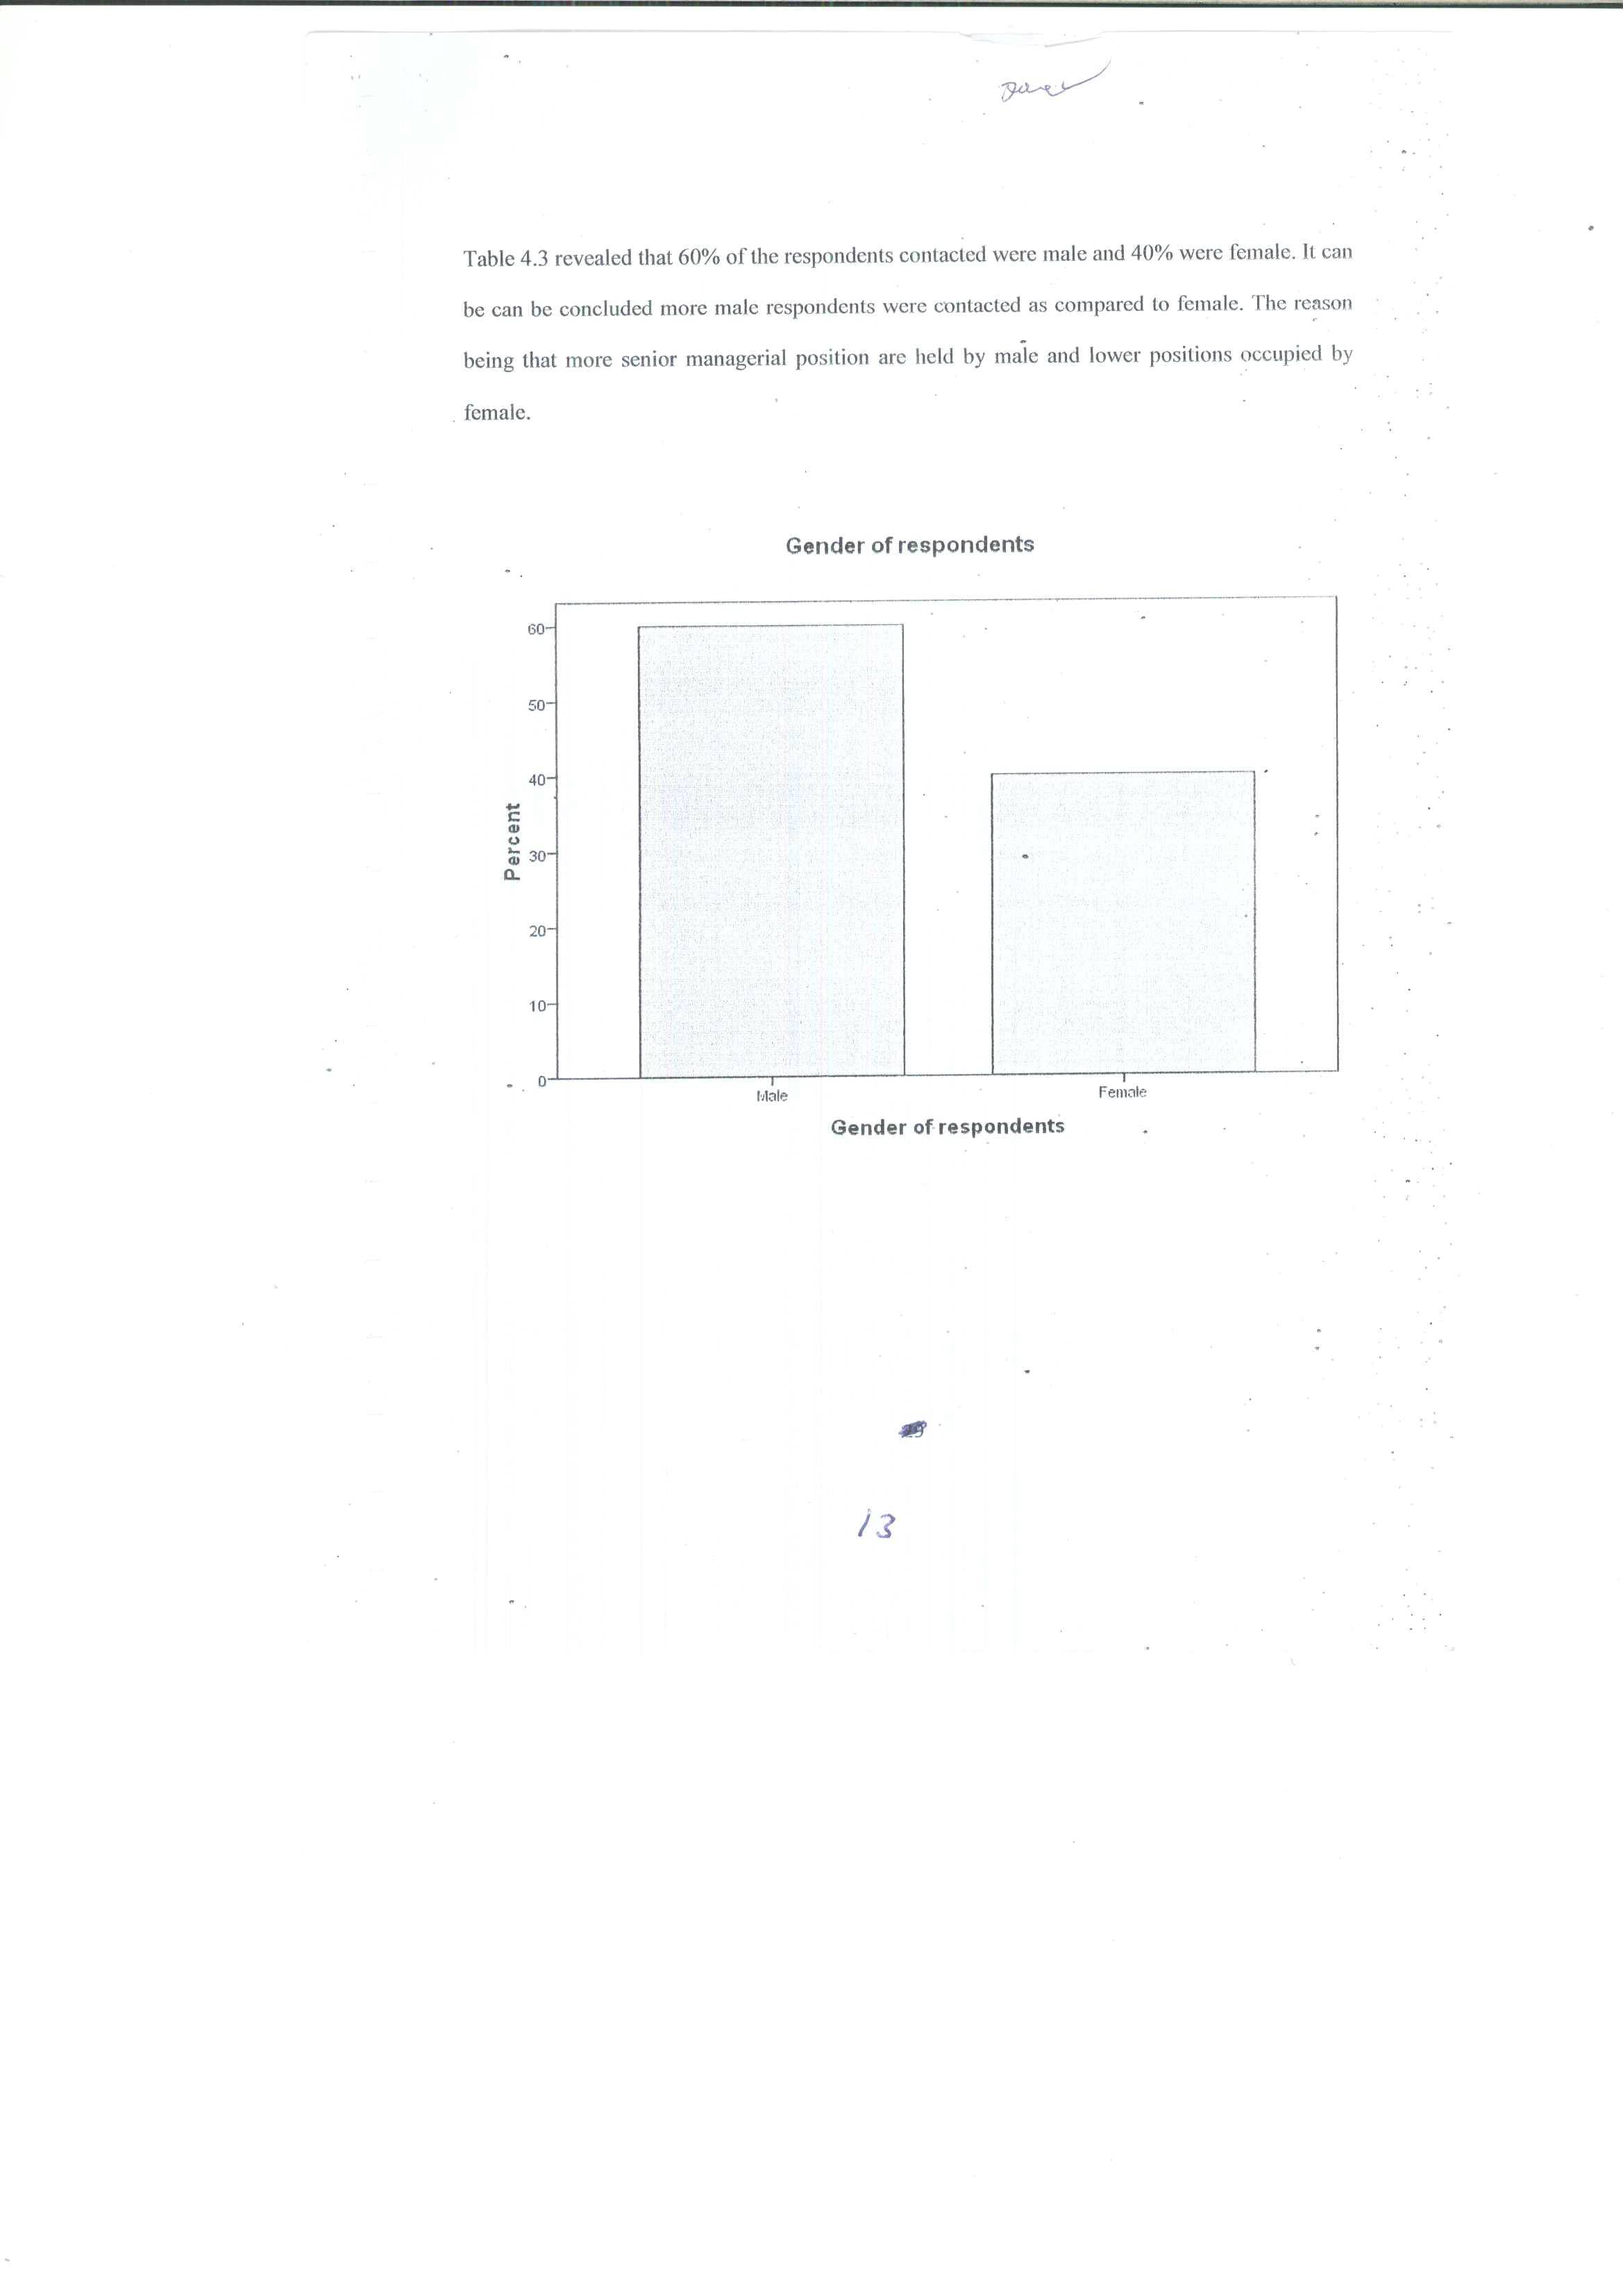 Table 4.3 revealed that 60% of the respondents contacted were male and 40% were female. It can
be can be concluded more male respondents were contacted as compared to female. The reason
being that more senior managerial position are held by male and lower positions occupied by
female.
Gender of respondents
60
50
40
30
20
10
0
Percent
Male
Female
Gender of respondents
13